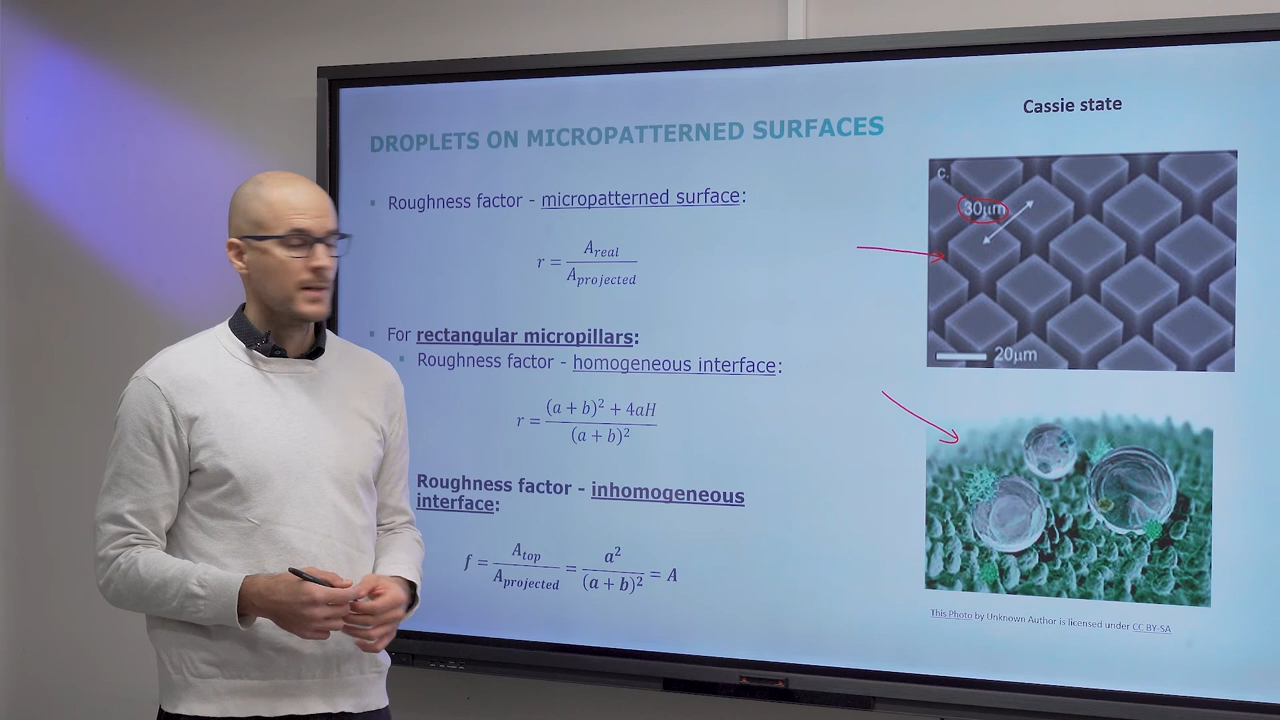 Cassie state
DROPLETS ON MICROPATTERNED SURFACES
Roughness factor - micropatterned surface:
r = A_real / A_projected
For rectangular micropillars:
Roughness factor - homogeneous interface:
r = (a + b)² + 4aH / (a + b)²
Roughness factor - inhomogeneous
interface:
f = A_top / A_projected = a² / (a + b)² = A
c.
30µm
20µm
This Photo by Unknown Author is licensed under CC BY-SA